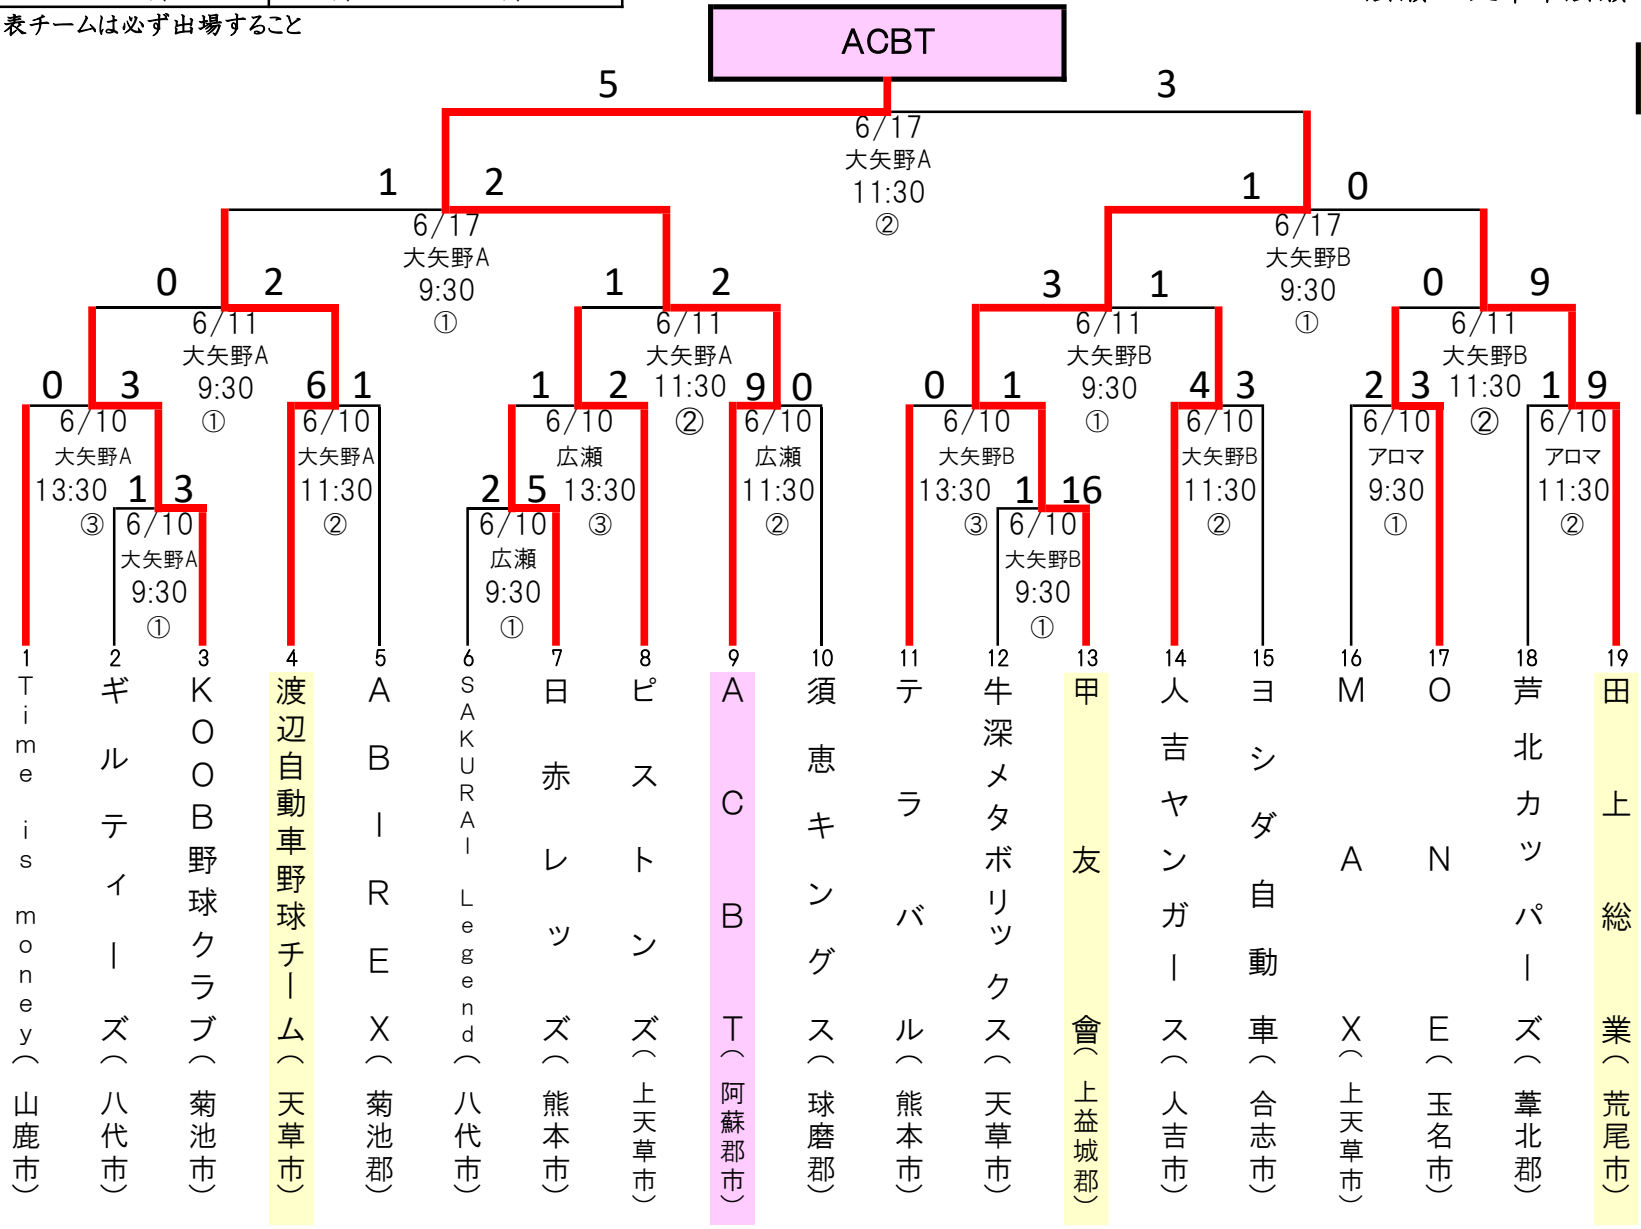 表チームは必ず出場すること
ACBT
5
3
6/17
大矢野A
11:30
②
1
2
1
0
6/17
大矢野A
9:30
①
6/17
大矢野B
9:30
①
0
2
1
2
3
1
0
9
6/11
大矢野A
9:30
①
6/11
大矢野A
11:30
②
6/11
大矢野B
9:30
①
6/11
大矢野B
11:30
②
0
3
6
1
1
2
9
0
0
1
4
3
2
3
1
9
6/10
大矢野A
13:30
③
6/10
大矢野A
11:30
②
6/10
広瀬
13:30
③
6/10
広瀬
11:30
②
6/10
大矢野B
13:30
③
6/10
大矢野B
11:30
②
6/10
アロマ
9:30
①
6/10
アロマ
11:30
②
1
3
6/10
大矢野A
9:30
①
2
5
6/10
広瀬
9:30
①
1
16
6/10
大矢野B
9:30
①
1
Time is money（山鹿市）
2
ギルティーズ（八代市）
3
KOOB野球クラブ（菊池市）
4
渡辺自動車野球チーム（天草市）
5
ABIREX（菊池郡）
6
SAKURAI Legend（八代市）
7
日赤レッズ（熊本市）
8
ピストンズ（上天草市）
9
ACBT（阿蘇郡市）
10
須恵キングス（球磨郡）
11
テラバル（熊本市）
12
牛深メタボリックス（天草市）
13
甲友會（上益城郡）
14
人吉ヤンガース（人吉市）
15
ヨシダ自動車（合志市）
16
MAX（上天草市）
17
ONE（玉名市）
18
芦北カッパーズ（葦北郡）
19
田上総業（荒尾市）